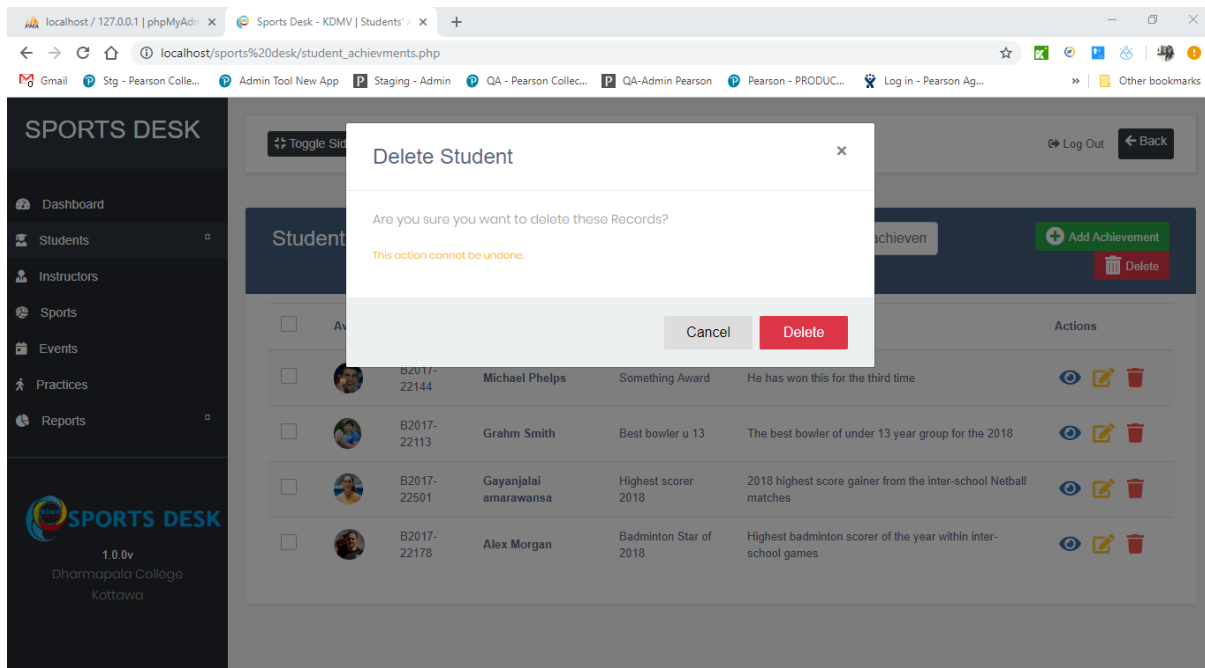 localhost / 127.0.0.1 | phpMyAdn
Sports Desk - KDMV | Students' A
localhost/sports%20desk/student_achievments.php
Gmail Stg - Pearson Colle... Admin Tool New App Staging - Admin QA - Pearson Collec... QA-Admin Pearson Pearson - PRODUC... Log in - Pearson Ag... » Other bookmarks
SPORTS DESK
Toggle Sid
Log Out
Back
Dashboard
Students
Instructors
Sports
Events
Practices
Reports
KDMV SPORTS DESK
1.0.0v
Dharmapala College
Kottawa
Delete Student ×
Are you sure you want to delete these Records?
This action cannot be undone.
Cancel Delete
Student
achievem
Add Achievement
Delete
Av
Actions
B2017-
22144
Michael Phelps
Something Award
He has won this for the third time
B2017-
22113
Grahm Smith
Best bowler u 13
The best bowler of under 13 year group for the 2018
B2017-
22501
Gayanjalai
amarawansa
Highest scorer
2018
2018 highest score gainer from the inter-school Netball
matches
B2017-
22178
Alex Morgan
Badminton Star of
2018
Highest badminton scorer of the year within inter-
school games